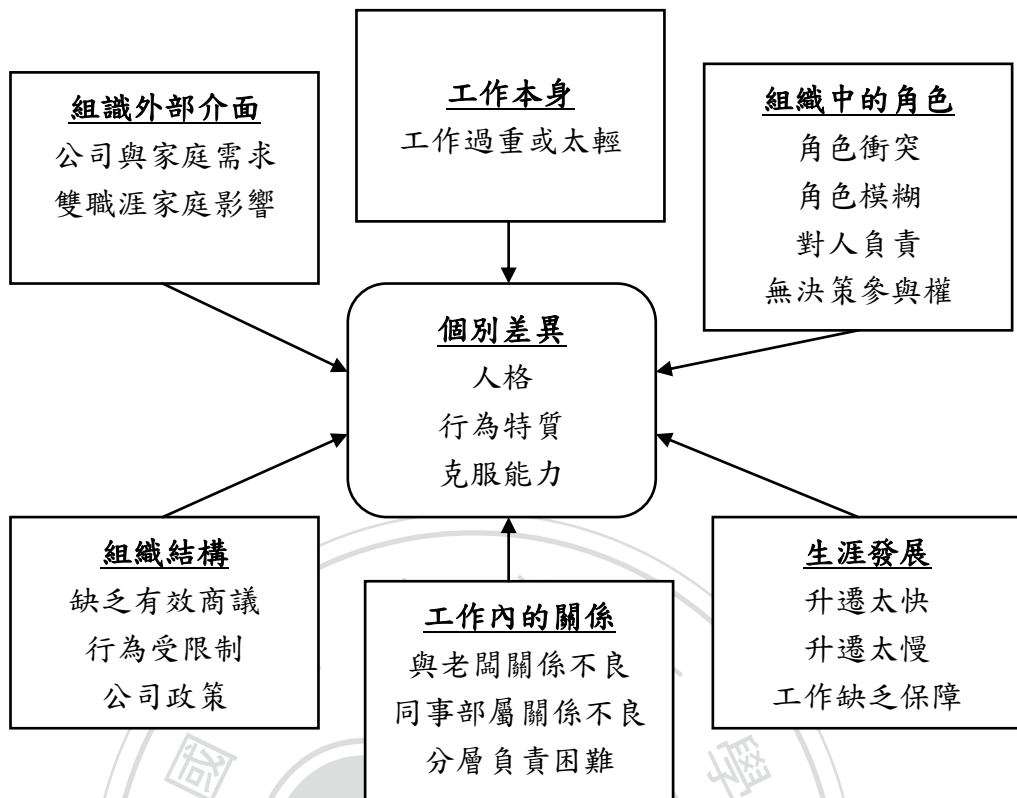 組識外部介面
公司與家庭需求
雙職涯家庭影響
工作本身
工作過重或太輕
組織中的角色
角色衝突
角色模糊
對人負責
無決策參與權
個別差異
人格
行為特質
克服能力
組織結構
缺乏有效商議
行為受限制
公司政策
工作內的關係
與老闆關係不良
同事部屬關係不良
分層負責困難
生涯發展
升遷太快
升遷太慢
工作缺乏保障
國
學